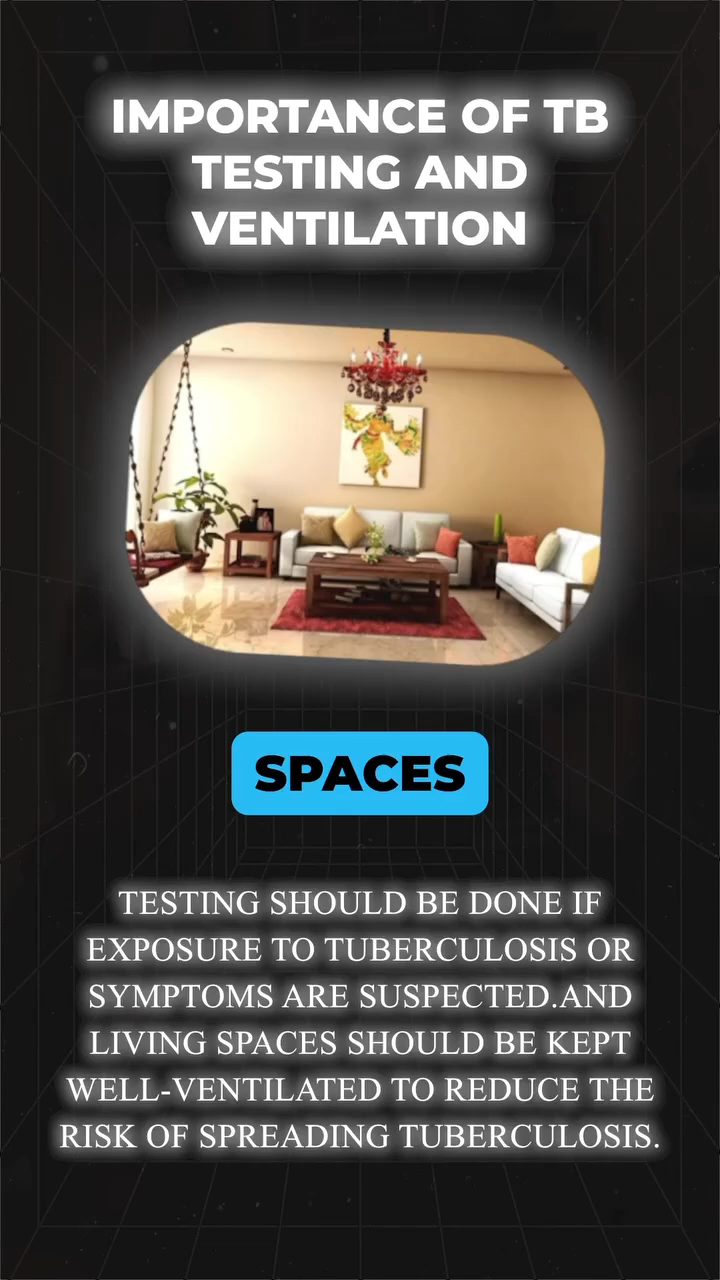 IMPORTANCE OF TB
TESTING AND
VENTILATION
SPACES
TESTING SHOULD BE DONE IF
EXPOSURE TO TUBERCULOSIS OR
SYMPTOMS ARE SUSPECTED.AND
LIVING SPACES SHOULD BE KEPT
WELL-VENTILATED TO REDUCE THE
RISK OF SPREADING TUBERCULOSIS.